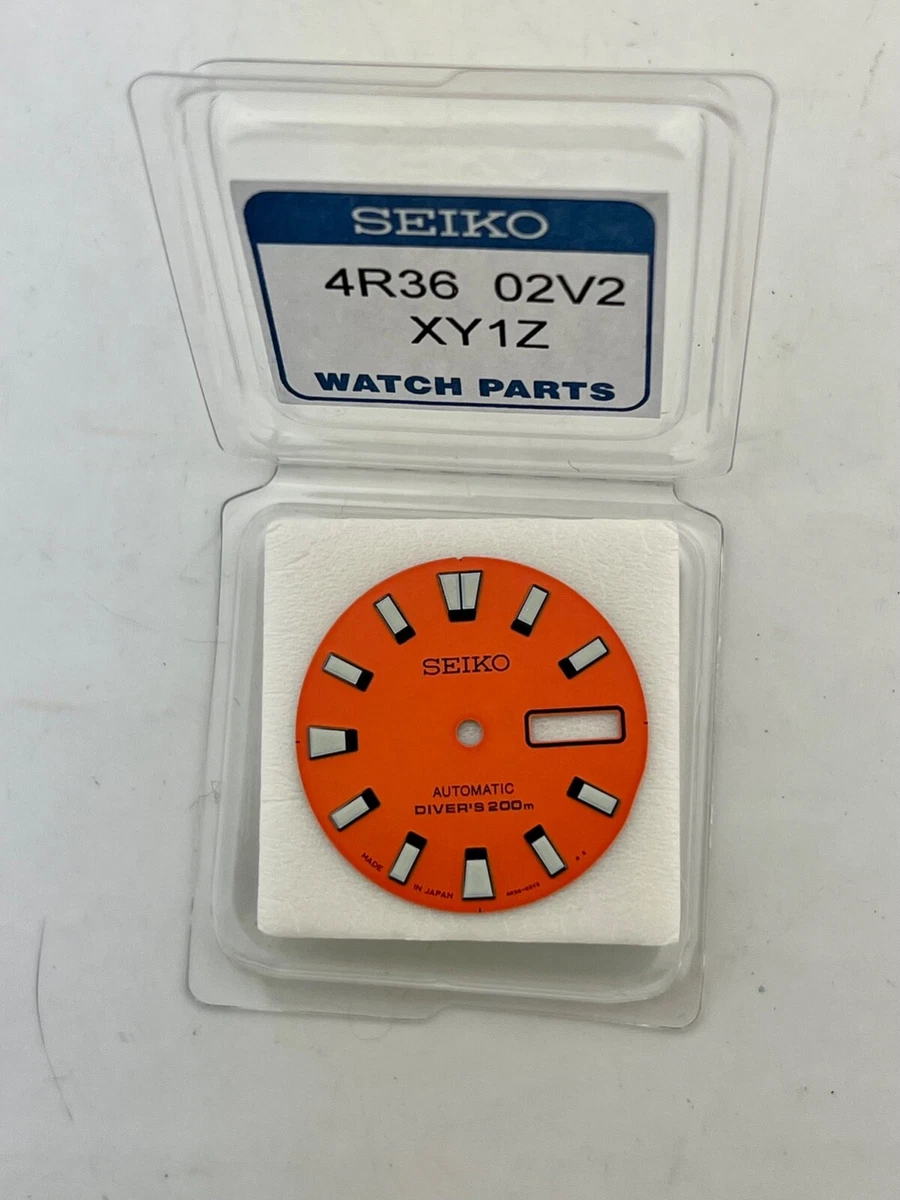 SEIKO
4R36 02V2
XY1Z
WATCH PARTS
SEIKO
AUTOMATIC
DIVER'S 200m
MADE
IN JAPAN